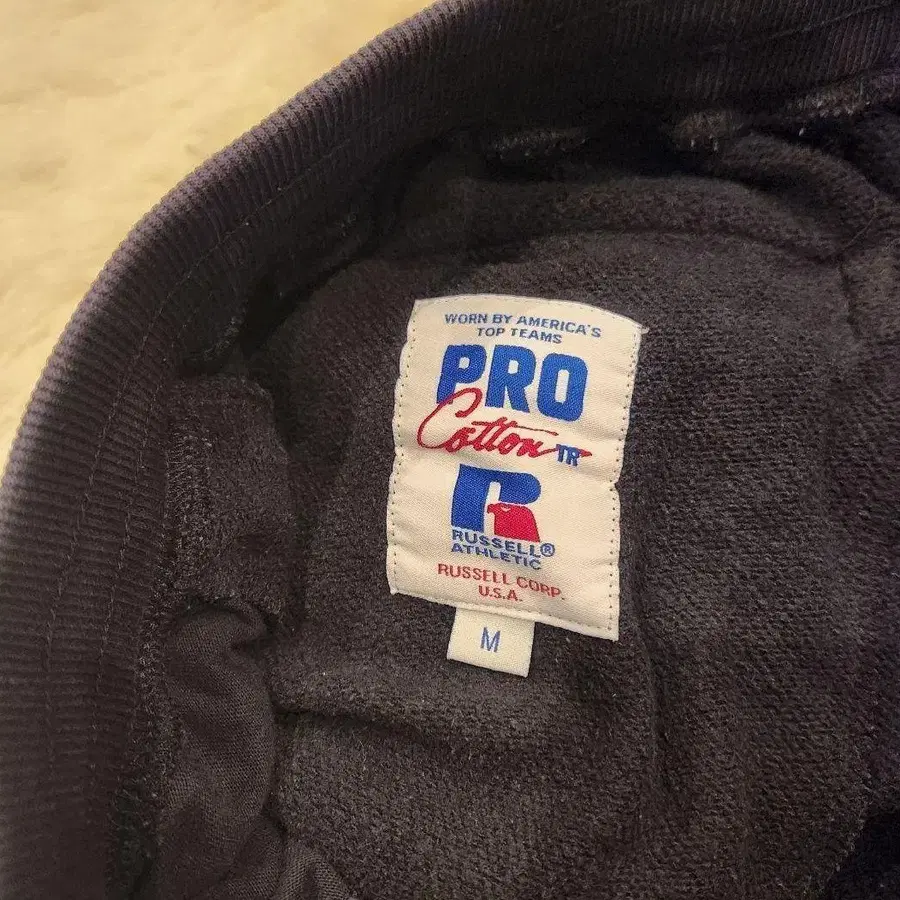 WORN BY AMERICA'S
TOP TEAMS
PRO
Cotton TR
RUSSELL®
ATHLETIC
RUSSELL CORP.
U.S.A.
M